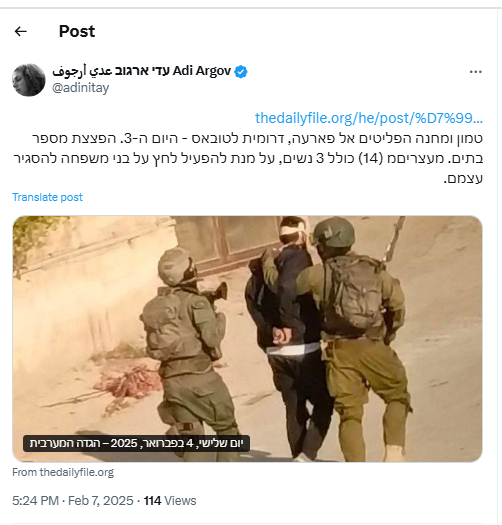 Post
עדי ארגוב عدي أرجوف Adi Argov
@adinitay
thedailyfile.org/he/post/%D7%99...
טמון ומחנה הפליטים אל פארעה, דרומית לטובאס - היום ה-3. הפצצת מספר
בתים. מעצריםמ (14) כולל 3 נשים, על מנת להפעיל לחץ על בני משפחה להסגיר
עצמם.
Translate post
יום שלישי, 4 בפברואר, 2025 – הגדה המערבית
From thedailyfile.org
5:24 PM · Feb 7, 2025 · 114 Views